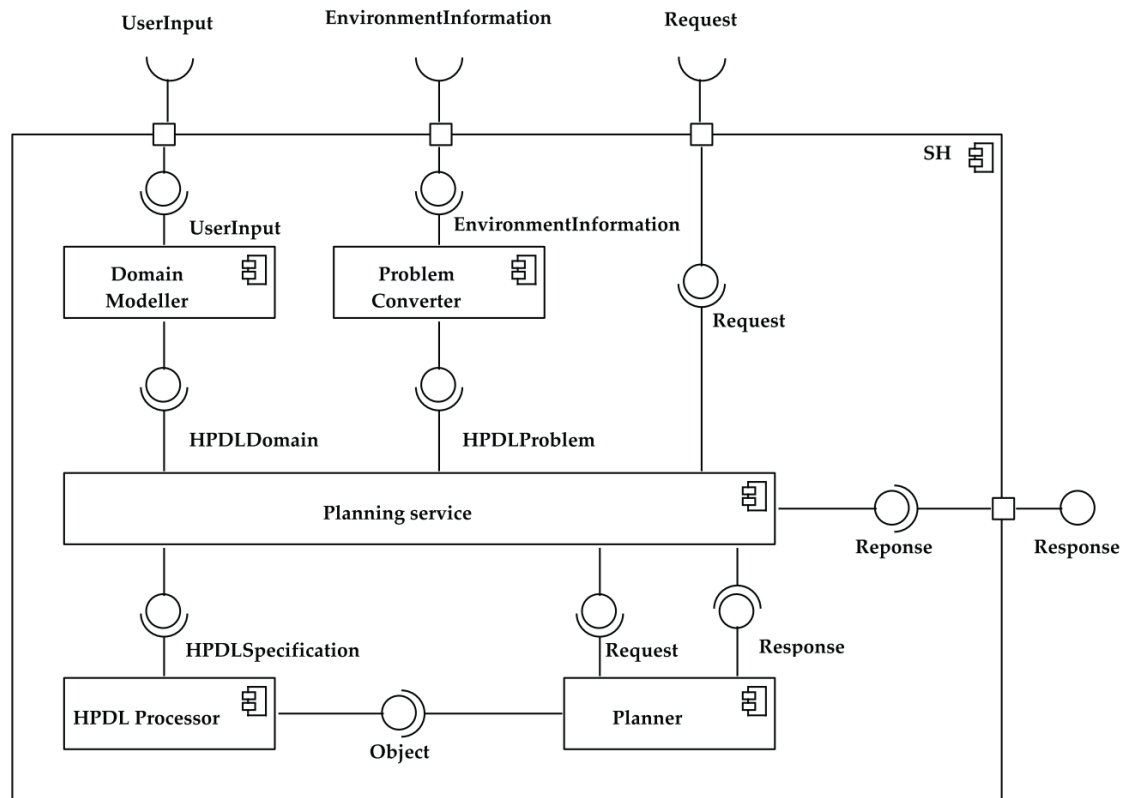 UserInput
EnvironmentInformation
Request
SH
UserInput
EnvironmentInformation
Domain
Modeller
Problem
Converter
Request
HPDLDomain
HPDLProblem
Planning service
Reponse
Response
HPDLSpecification
Request
Response
HPDL Processor
Planner
Object